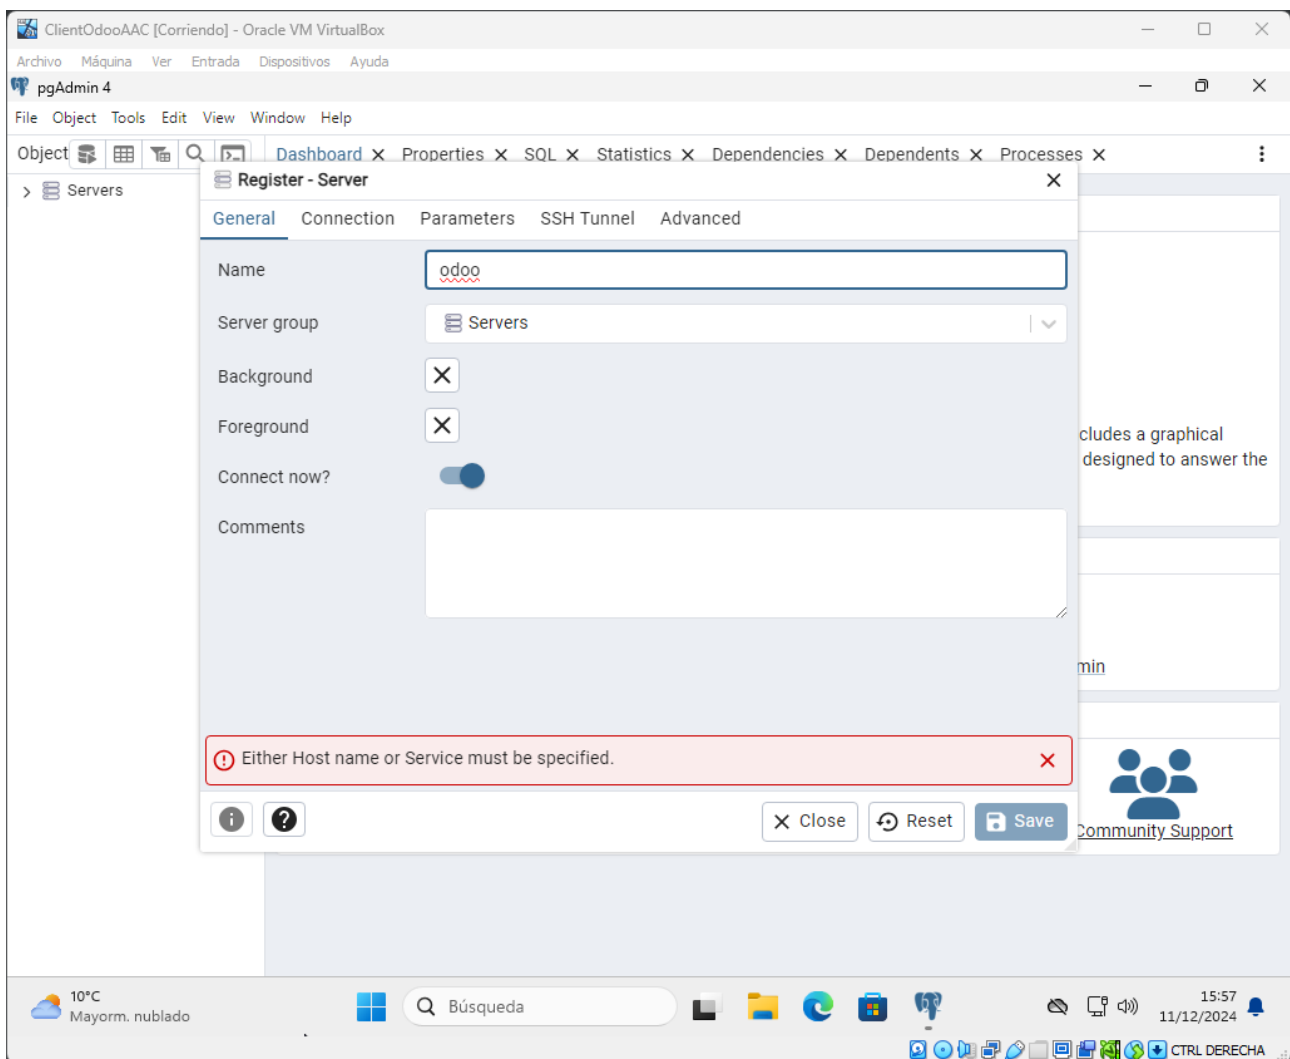 ClientOdooAAC [Corriendo] - Oracle VM VirtualBox
Archivo Máquina Ver Entrada Dispositivos Ayuda
pgAdmin 4
File Object Tools Edit View Window Help
Object Dashboard Properties SQL Statistics Dependencies Dependents Processes
Servers
Register - Server
General Connection Parameters SSH Tunnel Advanced
Name odoo
Server group Servers
Background
Foreground
cludes a graphical
designed to answer the
Connect now?
Comments
min
Either Host name or Service must be specified.
Close Reset Save
Community Support
10°C
Mayorm. nublado
Búsqueda
15:57
11/12/2024
CTRL DERECHA